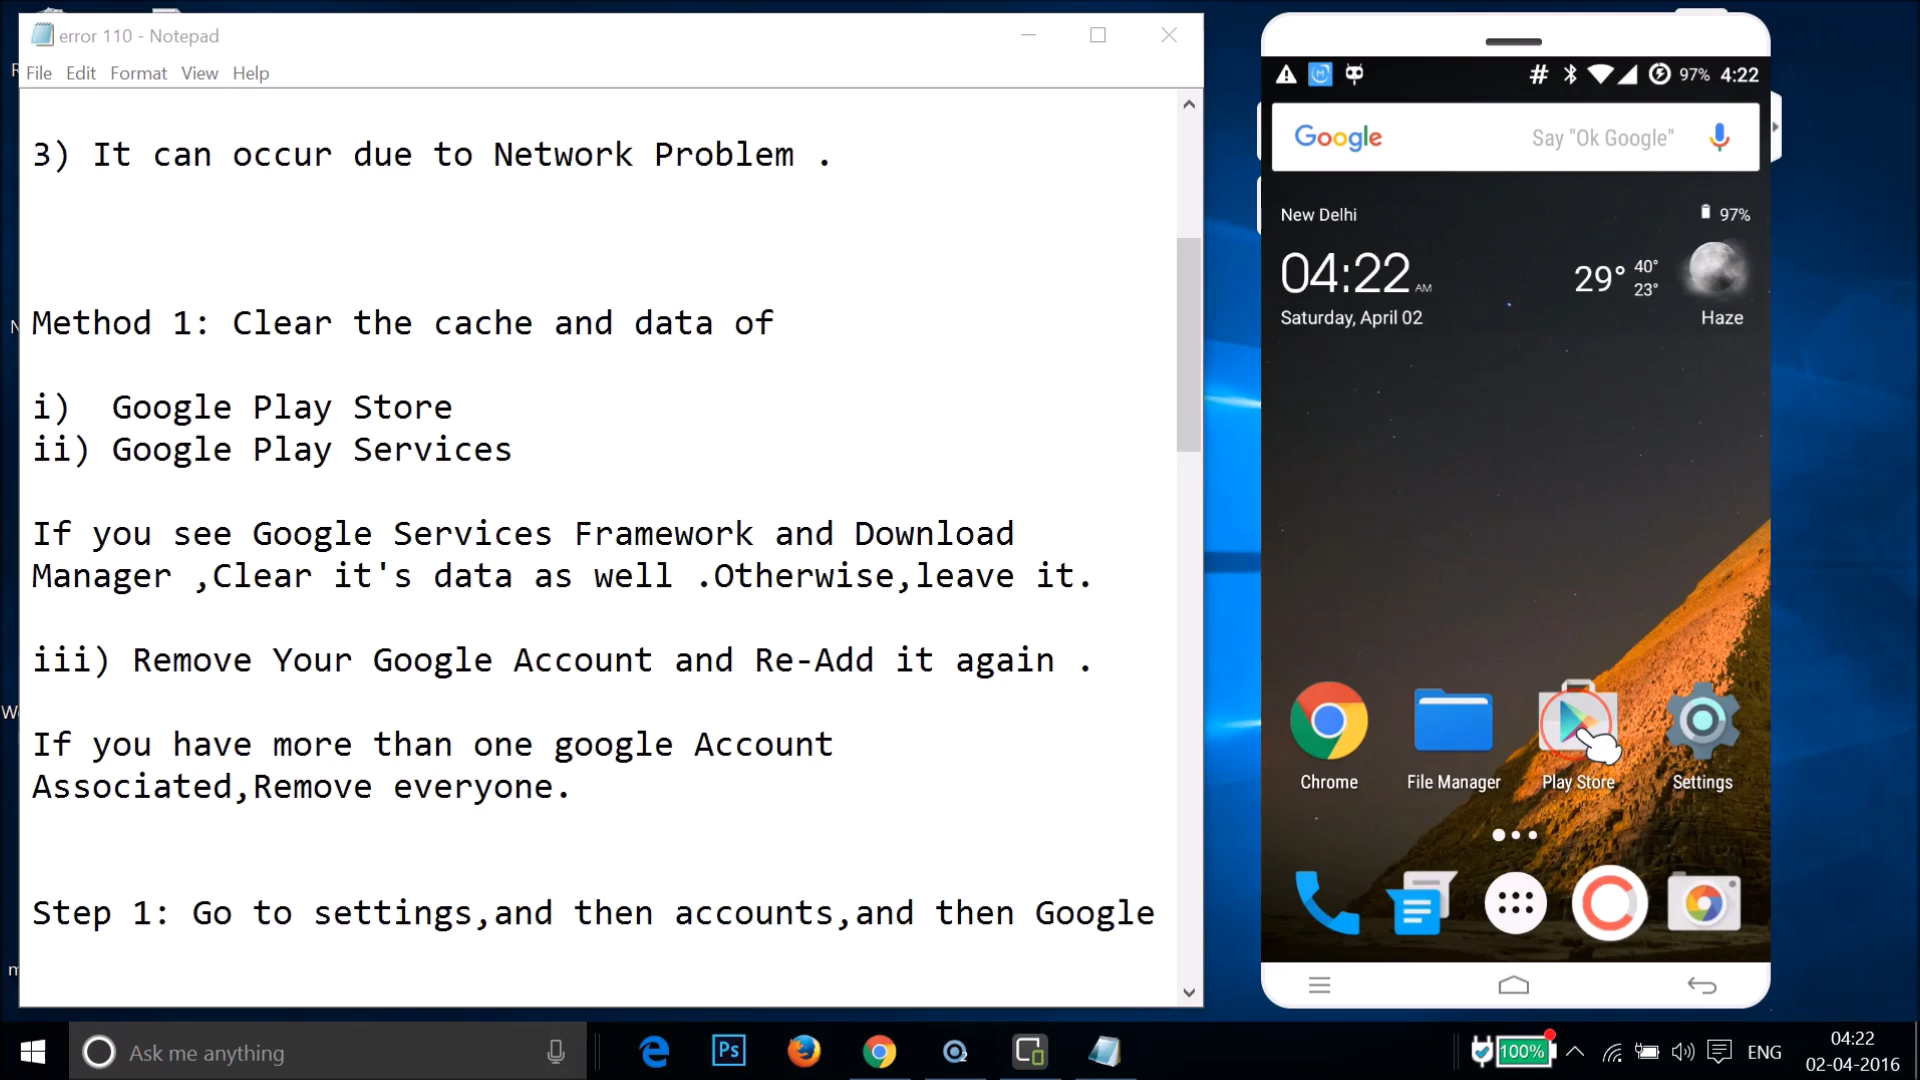 error 110 - Notepad
File Edit Format View Help
3) It can occur due to Network Problem .
Method 1: Clear the cache and data of
i)  Google Play Store
ii) Google Play Services
If you see Google Services Framework and Download
Manager ,Clear it's data as well .Otherwise,leave it.
iii) Remove Your Google Account and Re-Add it again .
If you have more than one google Account
Associated,Remove everyone.
Step 1: Go to settings,and then accounts,and then Google
97% 4:22
Google Say "Ok Google"
New Delhi 97%
04:22 AM 29° 40°
23°
Saturday, April 02 Haze
Chrome File Manager Play Store Settings
Ask me anything
Ps
100% ENG
04:22
02-04-2016